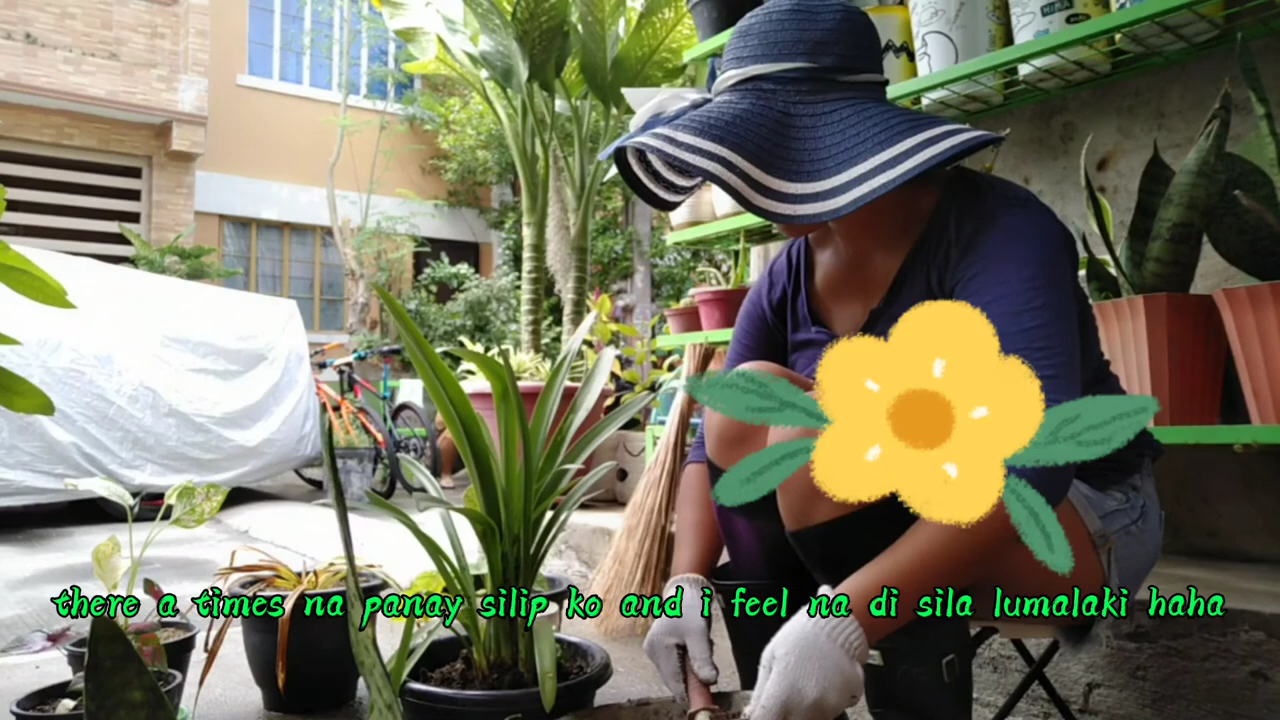 there a times na panay silip ko and i feel na di sila lumalaki haha